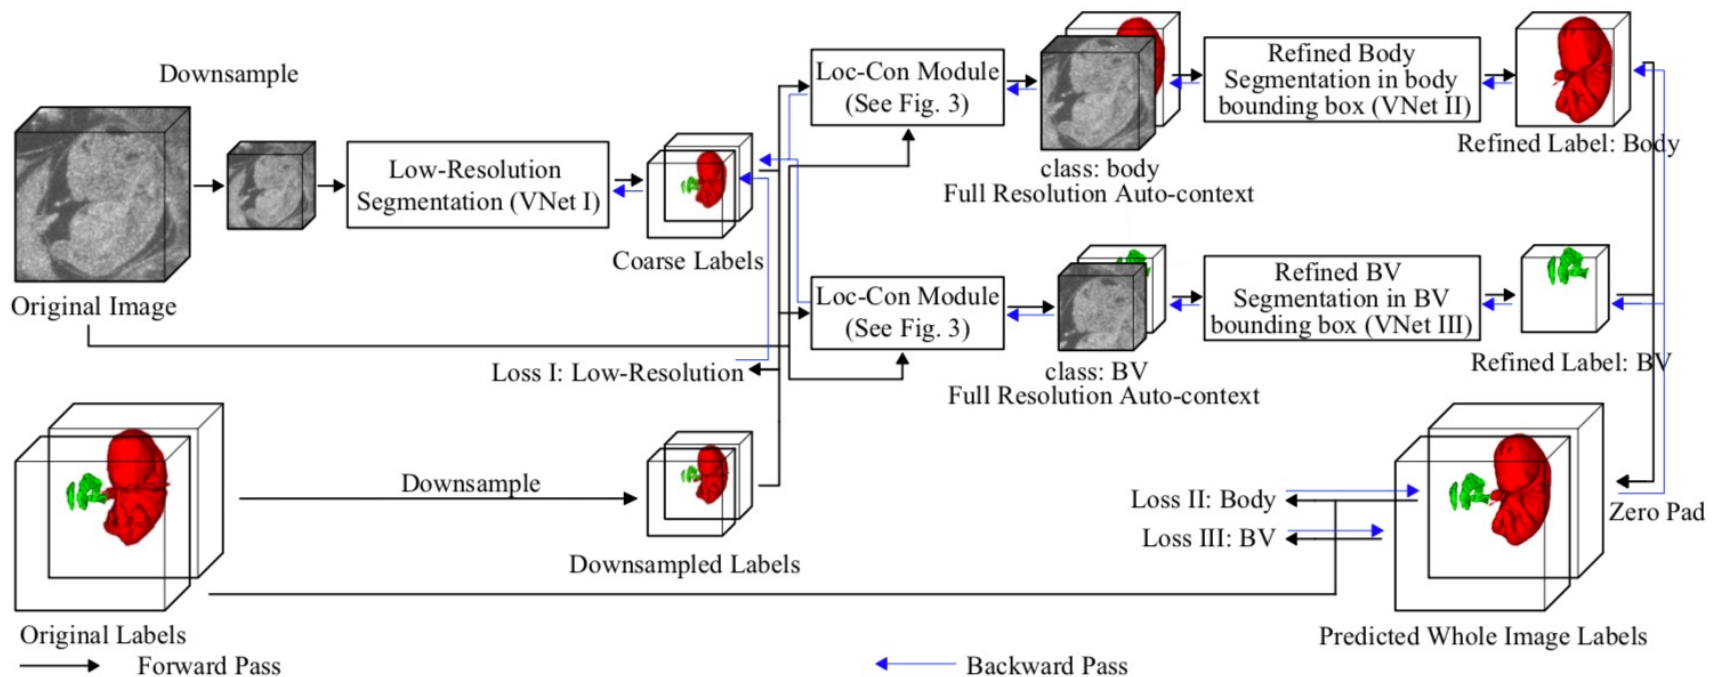 Downsample
Original Image
Low-Resolution
Segmentation (VNet I)
Coarse Labels
Loc-Con Module
(See Fig. 3)
class: body
Full Resolution Auto-context
Refined Body
Segmentation in body
bounding box (VNet II)
Refined Label: Body
Loc-Con Module
(See Fig. 3)
class: BV
Full Resolution Auto-context
Refined BV
Segmentation in BV
bounding box (VNet III)
Refined Label: BV
Loss I: Low-Resolution
Original Labels
Downsample
Downsampled Labels
Loss II: Body
Loss III: BV
Zero Pad
Predicted Whole Image Labels
Forward Pass
Backward Pass